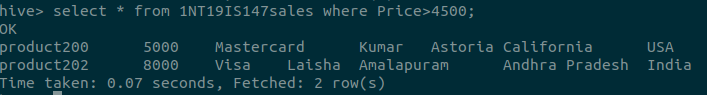 hive> select * from 1NT19IS147sales where Price>4500;
OK
product200 5000 Mastercard Kumar Astoria California USA
product202 8000 Visa Laisha Amalapuram Andhra Pradesh India
Time taken: 0.07 seconds, Fetched: 2 row(s)